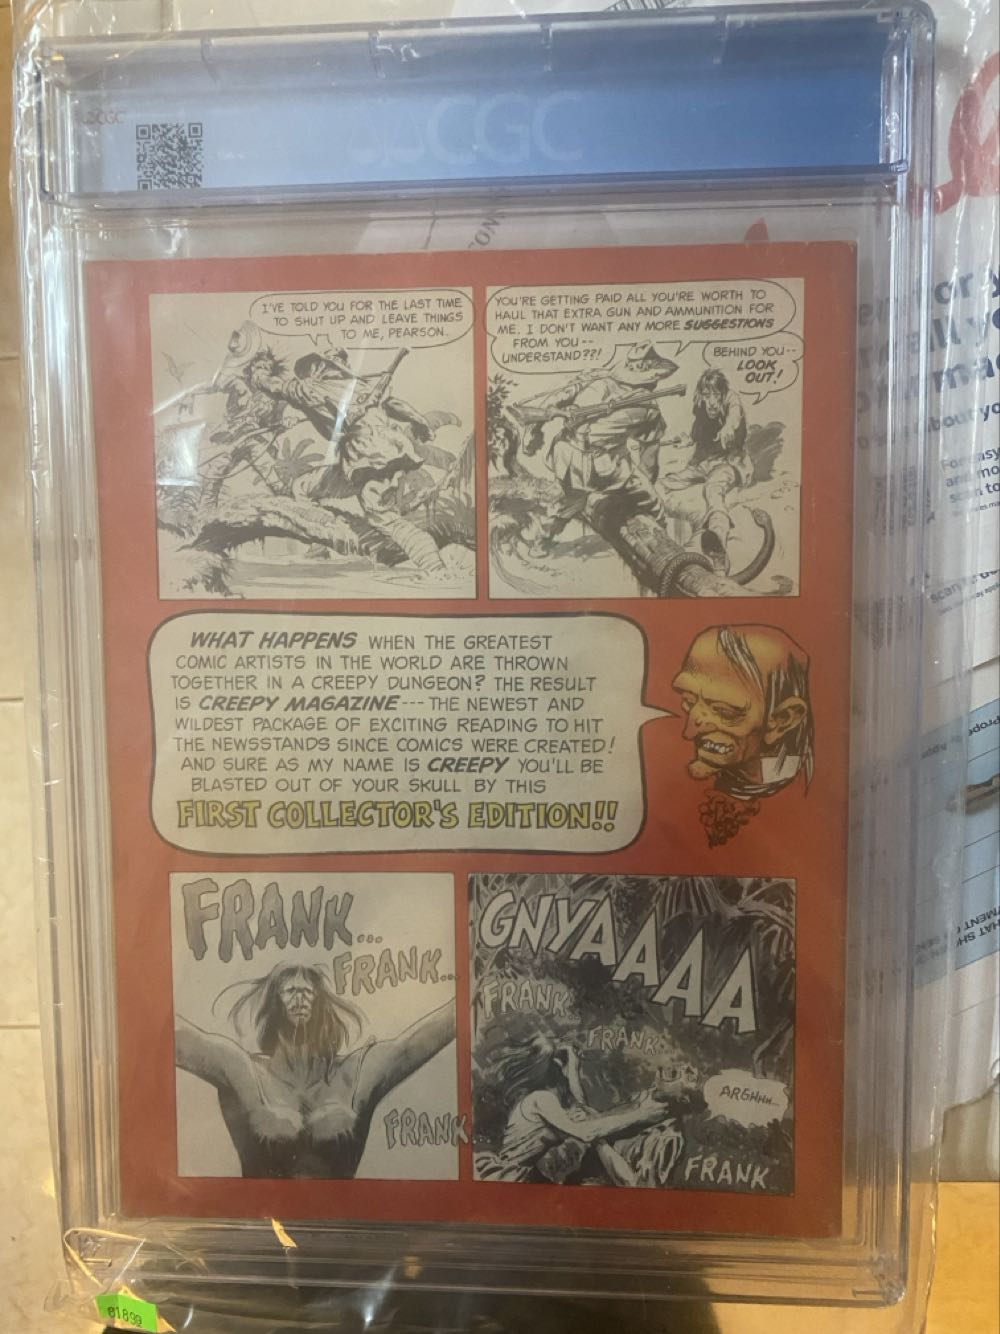 CGC
CGC
I'VE TOLD YOU FOR THE LAST TIME
TO SHUT UP AND LEAVE THINGS
TO ME, PEARSON.
YOU'RE GETTING PAID ALL YOU'RE WORTH TO
HAUL THAT EXTRA GUN AND AMMUNITION FOR
ME. I DON'T WANT ANY MORE SUGGESTIONS
FROM YOU--
UNDERSTAND??!
BEHIND YOU--
LOOK
OUT!
WHAT HAPPENS WHEN THE GREATEST
COMIC ARTISTS IN THE WORLD ARE THROWN
TOGETHER IN A CREEPY DUNGEON? THE RESULT
IS CREEPY MAGAZINE---THE NEWEST AND
WILDEST PACKAGE OF EXCITING READING TO HIT
THE NEWSSTANDS SINCE COMICS WERE CREATED!
AND SURE AS MY NAME IS CREEPY YOU'LL BE
BLASTED OUT OF YOUR SKULL BY THIS
FIRST COLLECTOR'S EDITION!!
FRANK...
FRANK...
FRANK
GNYAAAAA
FRANK..
FRANK..
ARGHHH...
FRANK